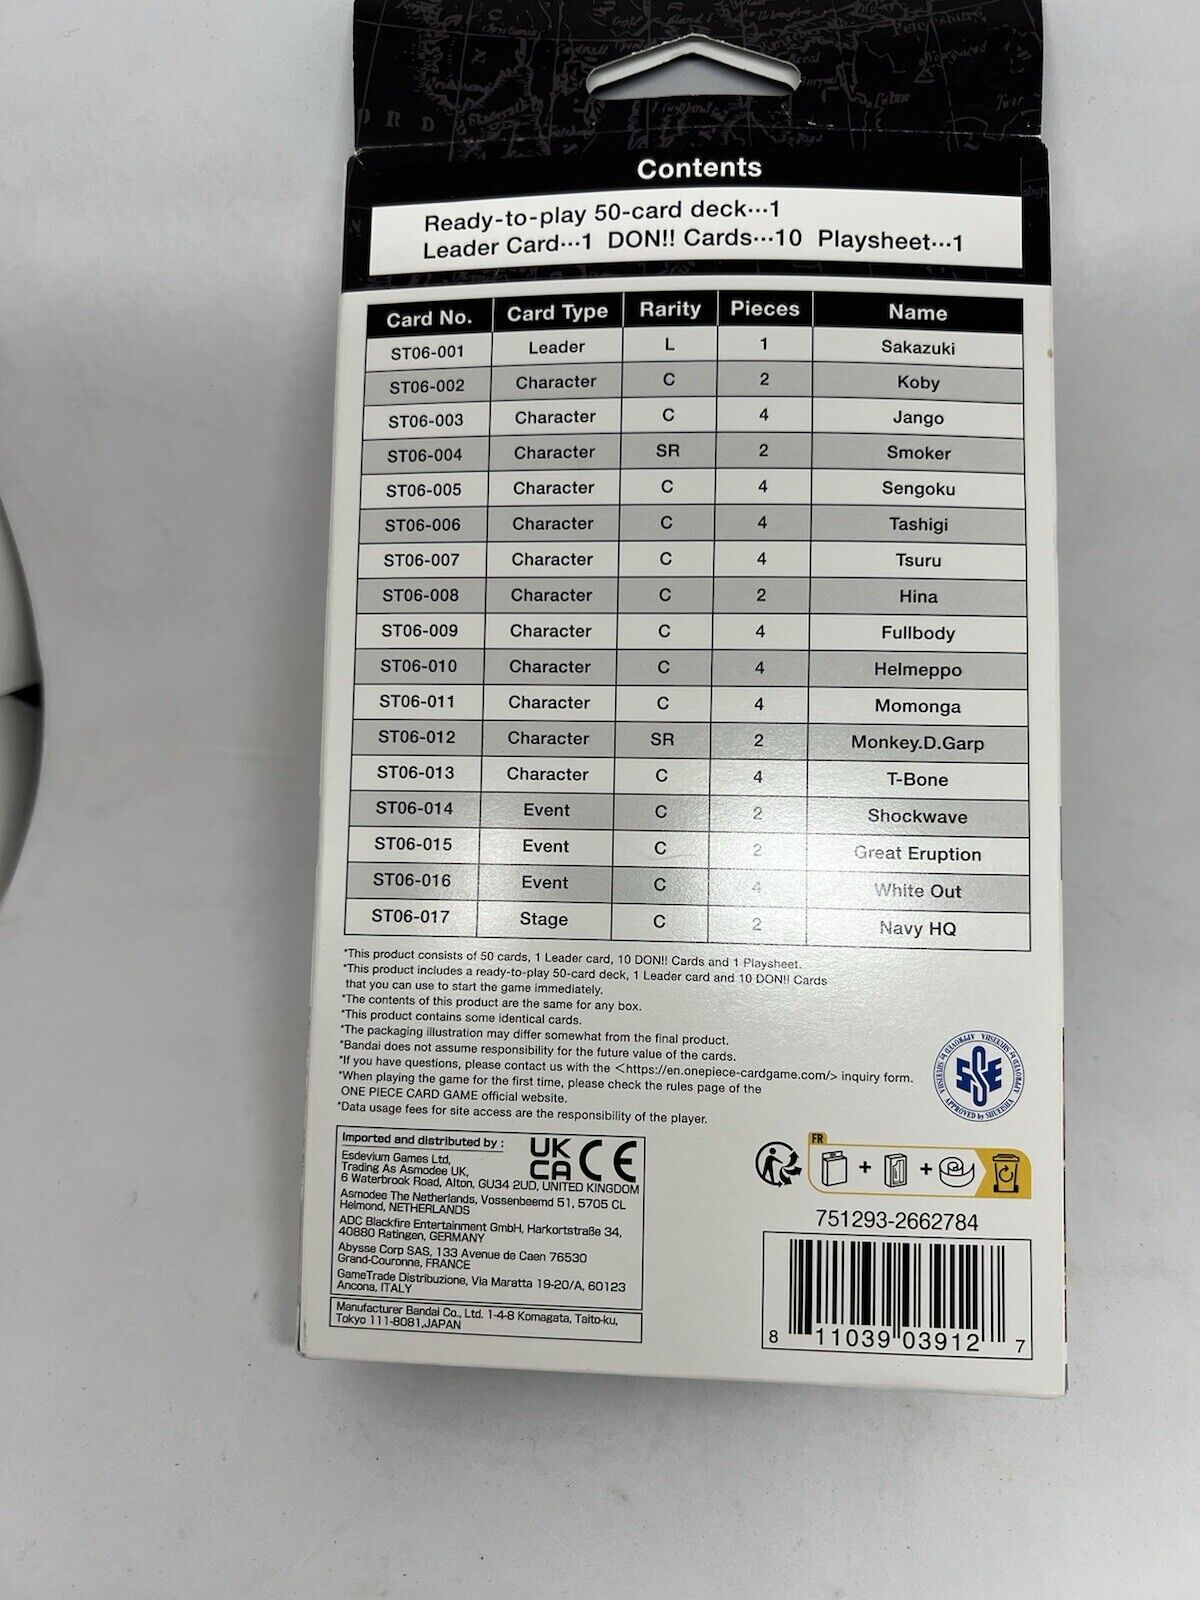 Contents
Ready-to-play 50-card deck···1
Leader Card···1 DON!! Cards···10 Playsheet···1
Card No. Card Type Rarity Pieces Name
ST06-001 Leader L 1 Sakazuki
ST06-002 Character C 2 Koby
ST06-003 Character C 4 Jango
ST06-004 Character SR 2 Smoker
ST06-005 Character C 4 Sengoku
ST06-006 Character C 4 Tashigi
ST06-007 Character C 4 Tsuru
ST06-008 Character C 2 Hina
ST06-009 Character C 4 Fullbody
ST06-010 Character C 4 Helmeppo
ST06-011 Character C 4 Momonga
ST06-012 Character SR 2 Monkey.D.Garp
ST06-013 Character C 4 T-Bone
ST06-014 Event C 2 Shockwave
ST06-015 Event C 2 Great Eruption
ST06-016 Event C 4 White Out
ST06-017 Stage C 2 Navy HQ
*This product consists of 50 cards, 1 Leader card, 10 DON!! Cards and 1 Playsheet.
*This product includes a ready-to-play 50-card deck, 1 Leader card and 10 DON!! Cards
that you can use to start the game immediately.
*The contents of this product are the same for any box.
*This product contains some identical cards.
*The packaging illustration may differ somewhat from the final product.
*Bandai does not assume responsibility for the future value of the cards.
*If you have questions, please contact us with the <https://en.onepiece-cardgame.com/> inquiry form.
*When playing the game for the first time, please check the rules page of the
ONE PIECE CARD GAME official website.
*Data usage fees for site access are the responsibility of the player.
APPROVED by SHUEISHA
Imported and distributed by :
Esdevium Games Ltd,
Trading As Asmodee UK,
6 Waterbrook Road, Alton, GU34 2UD, UNITED KINGDOM
UK
CA CE
Asmodee The Netherlands, Vossenbeemd 51, 5705 CL
Helmond, NETHERLANDS
ADC Blackfire Entertainment GmbH, Harkortstraße 34,
40880 Ratingen, GERMANY
Abysse Corp SAS, 133 Avenue de Caen 76530
Grand-Couronne, FRANCE
GameTrade Distribuzione, Via Maratta 19-20/A, 60123
Ancona, ITALY
Manufacturer Bandai Co., Ltd. 1-4-8 Komagata, Taito-ku,
Tokyo 111-8081,JAPAN
FR
+ +
751293-2662784
8 11039 03912 7